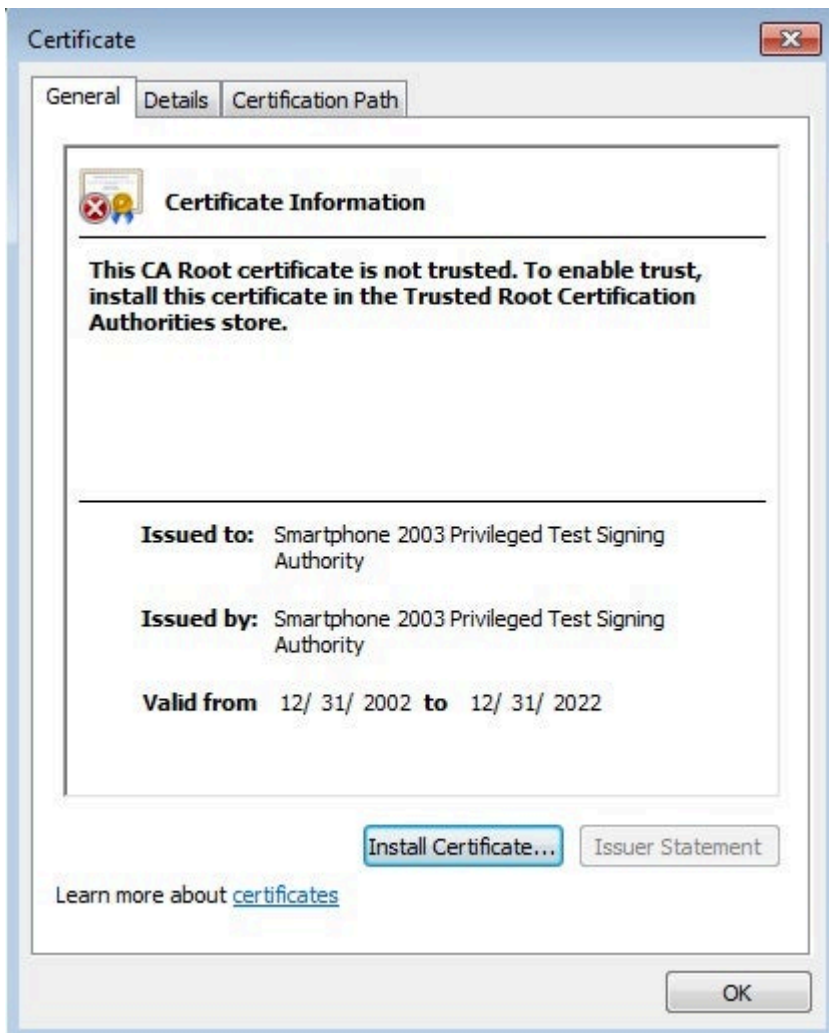 Certificate
General Details Certification Path
Certificate Information
This CA Root certificate is not trusted. To enable trust,
install this certificate in the Trusted Root Certification
Authorities store.
Issued to: Smartphone 2003 Privileged Test Signing
Authority
Issued by: Smartphone 2003 Privileged Test Signing
Authority
Valid from 12/ 31/ 2002 to 12/ 31/ 2022
Install Certificate... Issuer Statement
Learn more about certificates
OK